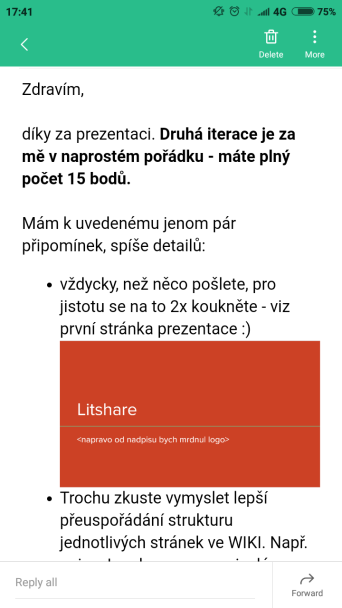 17:41
4G
75%
Delete
More
Zdravím,
díky za prezentaci. Druhá iterace je za
mě v naprostém pořádku - máte plný
počet 15 bodů.
Mám k uvedenému jenom pár
připomínek, spíše detailů:
• vždycky, než něco pošlete, pro
jistotu se na to 2x koukněte - viz
první stránka prezentace :)
Litshare
<napravo od nadpisu bych mrdnul logo>
• Trochu zkuste vymyslet lepší
přeuspořádání strukturu
jednotlivých stránek ve WIKI. Např.
Reply all
Forward